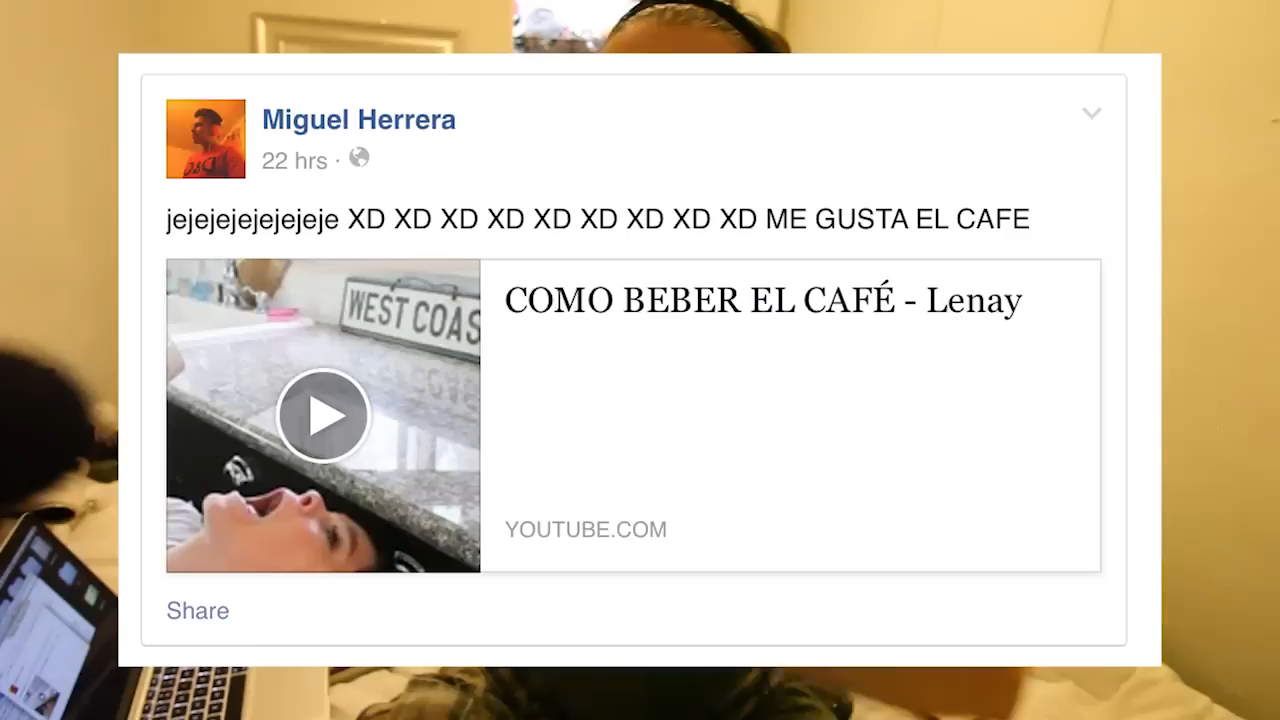 Miguel Herrera
22 hrs ·
jejejejejejejeje XD XD XD XD XD XD XD XD XD ME GUSTA EL CAFE
WEST COAS
COMO BEBER EL CAFÉ - Lenay
YOUTUBE.COM
Share